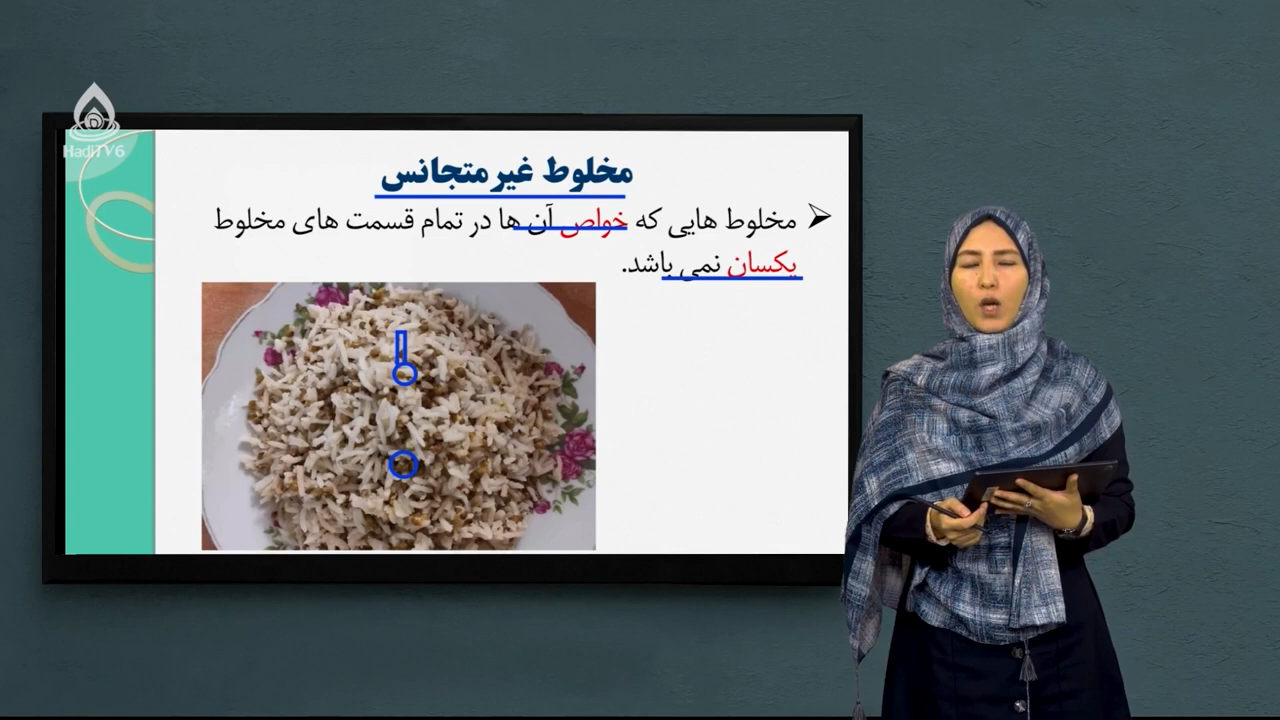 HadiTV6
مخلوط غیرمتجانس
مخلوط هایی که خواص آن ها در تمام قسمت های مخلوط
یکسان نمی باشد.